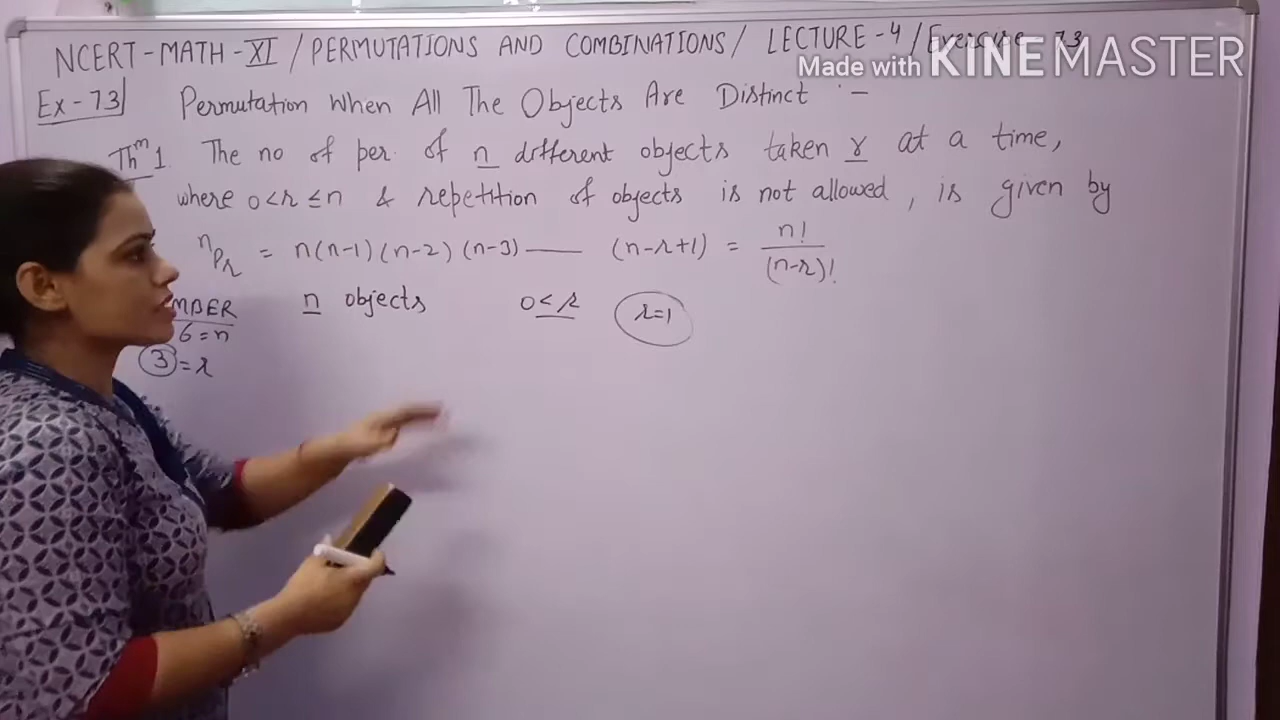 NCERT-MATH-XI / PERMUTATIONS AND COMBINATIONS / LECTURE-4 / Exercise 7.3
Made with KINEMASTER
Ex-7.3 Permutation When All The Objects Are Distinct :-
Thm 1. The no of per. of n different objects taken r at a time,
where 0<r≤n & repetition of objects is not allowed, is given by
nPr = n(n-1)(n-2)(n-3)—— (n-r+1) = n!/(n-r)!
MBER n objects 0<r r=1
6=n
3=r